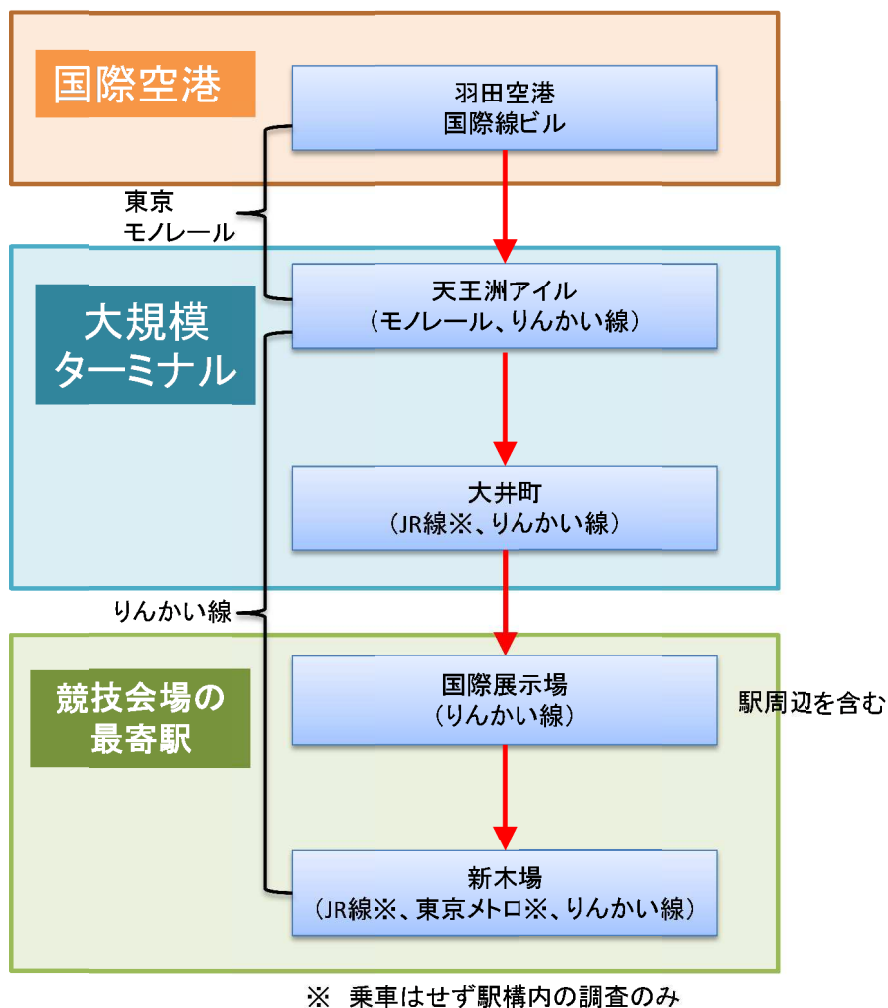 国際空港
羽田空港
国際線ビル
東京
モノレール
大規模
ターミナル
天王洲アイル
(モノレール、りんかい線)
大井町
(JR線※、りんかい線)
りんかい線
競技会場の
最寄駅
国際展示場
(りんかい線)
駅周辺を含む
新木場
(JR線※、東京メトロ※、りんかい線)
※ 乗車はせず駅構内の調査のみ